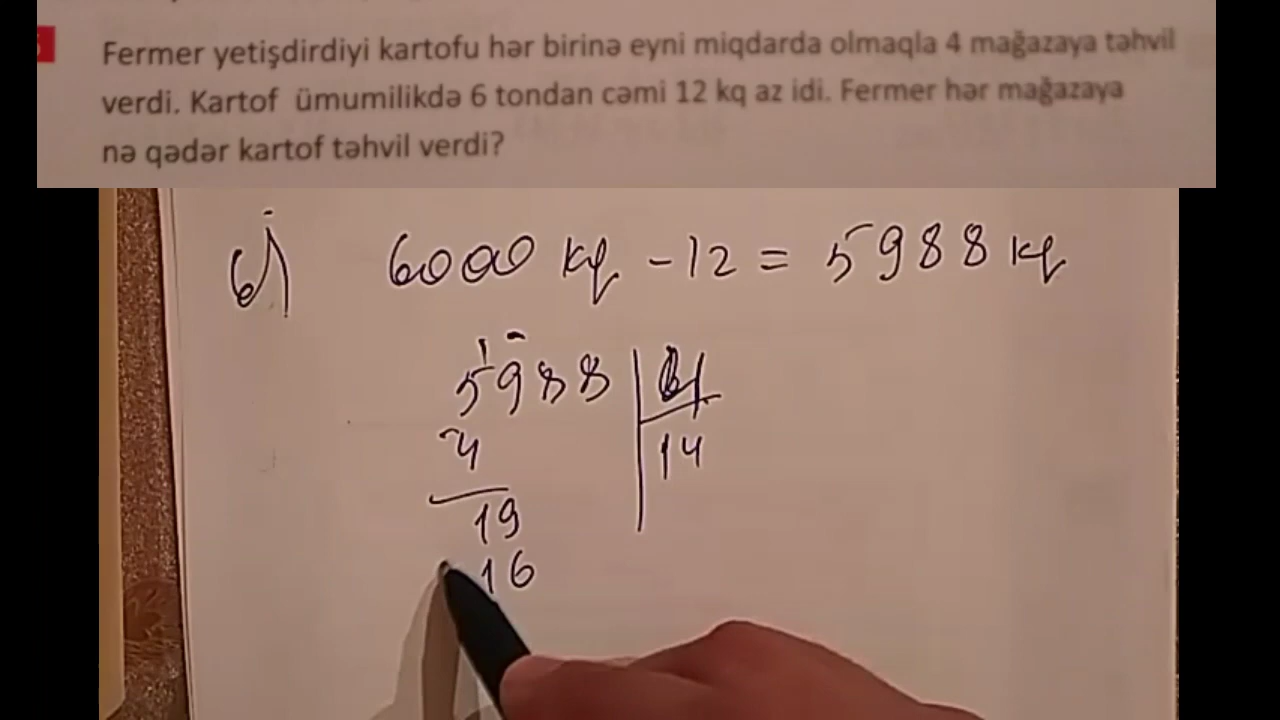 Fermer yetişdirdiyi kartofu hər birinə eyni miqdarda olmaqla 4 mağazaya təhvil
verdi. Kartof ümumilikdə 6 tondan cəmi 12 kq az idi. Fermer hər mağazaya
nə qədər kartof təhvil verdi?
6) 6000 kq - 12 = 5988 kq
5988 | 4
4 14
19
16